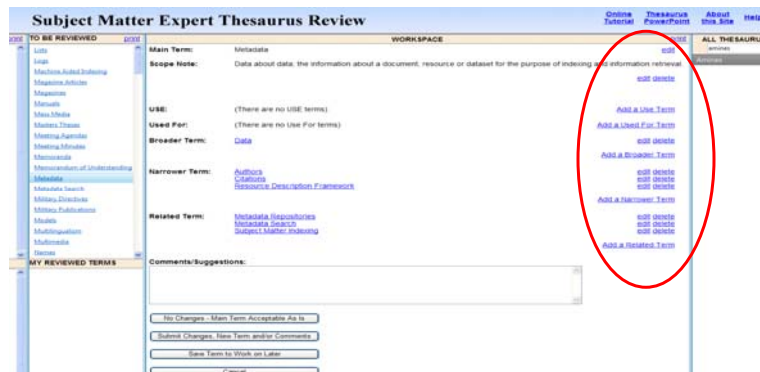 Subject Matter Expert Thesaurus Review
Online Tutorial
Thesaurus PowerPoint
About this Site
Help
print
TO BE REVIEWED print
Lists
Logs
Machine Aided Indexing
Magazine Articles
Magazines
Manuals
Mass Media
Masters Theses
Meeting Agendas
Meeting Minutes
Memoranda
Memorandum of Understanding
Metadata
Metadata Search
Military Directives
Military Publications
Models
Multilingualism
Multimedia
Names
MY REVIEWED TERMS
WORKSPACE print
Main Term: Metadata edit
Scope Note: Data about data, the information about a document, resource or dataset for the purpose of indexing and information retrieval.
edit delete
USE: (There are no USE terms) Add a Use Term
Used For: (There are no Use For terms) Add a Used For Term
Broader Term: Data edit delete
Add a Broader Term
Narrower Term: Authors edit delete
Citations edit delete
Resource Description Framework edit delete
Add a Narrower Term
Related Term: Metadata Repositories edit delete
Metadata Search edit delete
Subject Matter Indexing edit delete
Add a Related Term
Comments/Suggestions:
No Changes - Main Term Acceptable As Is
Submit Changes, New Term and/or Comments
Save Term to Work on Later
Cancel
ALL THESAURU
amines
Amines